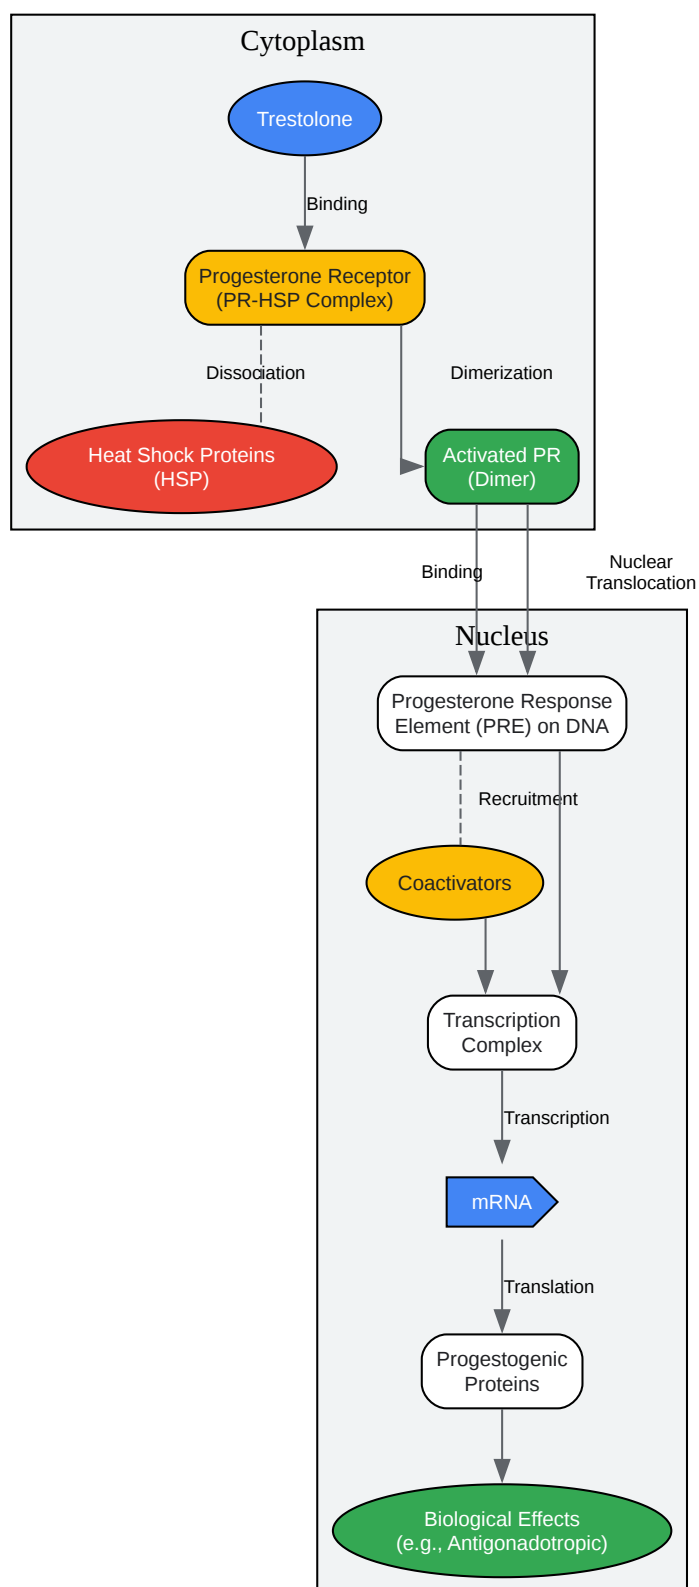 Cytoplasm
Trestolone
Binding
Progesterone Receptor
(PR-HSP Complex)
Dissociation
Dimerization
Heat Shock Proteins
(HSP)
Activated PR
(Dimer)
Binding
Nuclear
Translocation
Nucleus
Progesterone Response
Element (PRE) on DNA
Recruitment
Coactivators
Transcription
Complex
Transcription
mRNA
Translation
Progestogenic
Proteins
Biological Effects
(e.g., Antigonadotropic)